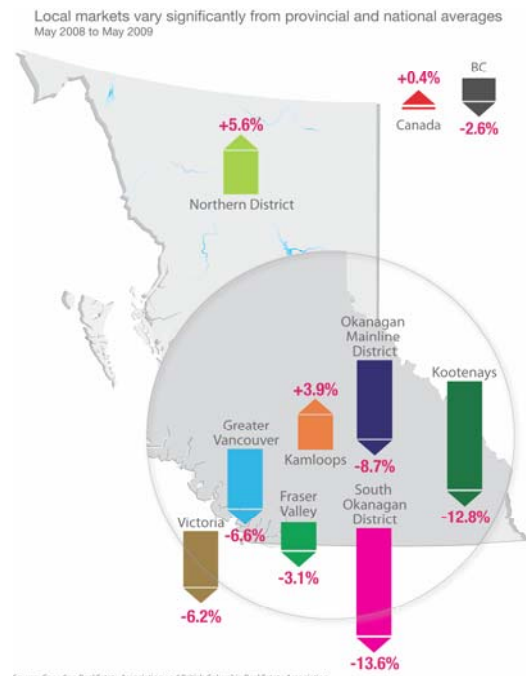 Local markets vary significantly from provincial and national averages
May 2008 to May 2009
+0.4%
Canada
BC
-2.6%
+5.6%
Northern District
Okanagan
Mainline
District
-8.7%
Kootenays
-12.8%
+3.9%
Kamloops
Greater
Vancouver
-6.6%
Fraser
Valley
-3.1%
South
Okanagan
District
-13.6%
Victoria
-6.2%